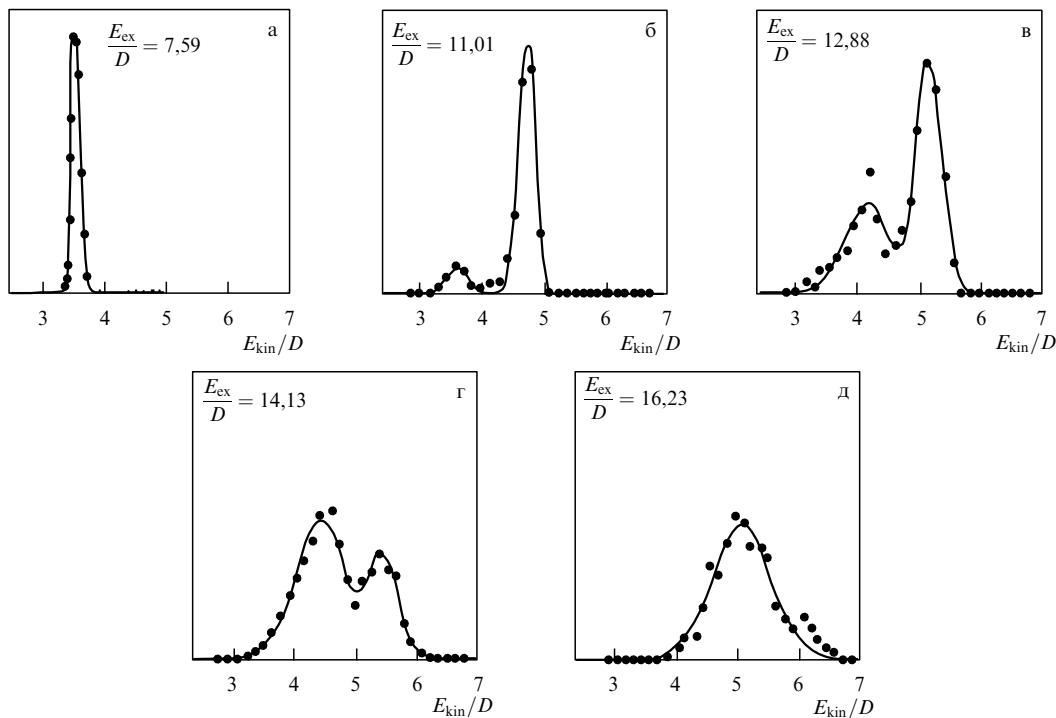 E_ex/D = 7,59
а
3 4 5 6 7
E_kin/D
E_ex/D = 11,01
б
3 4 5 6 7
E_kin/D
E_ex/D = 12,88
в
3 4 5 6 7
E_kin/D
E_ex/D = 14,13
г
3 4 5 6 7
E_kin/D
E_ex/D = 16,23
д
3 4 5 6 7
E_kin/D